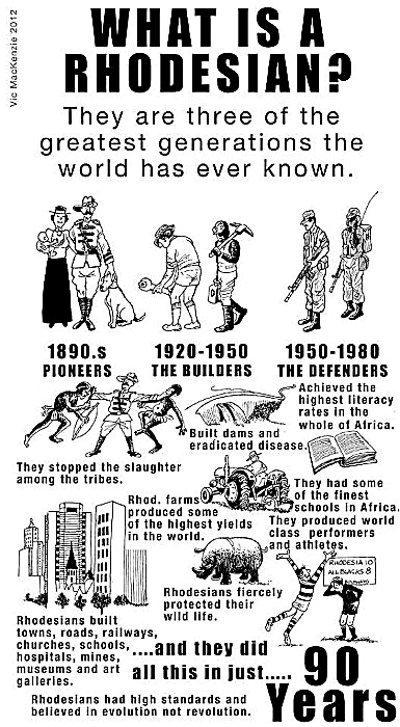 Vic MacKenzie 2012
WHAT IS A
RHODESIAN?
They are three of the
greatest generations the
world has ever known.
1890.s
PIONEERS
1920-1950
THE BUILDERS
1950-1980
THE DEFENDERS
They stopped the slaughter
among the tribes.
Built dams and
eradicated disease.
Achieved the
highest literacy
rates in the
whole of Africa.
Rhod. farms
produced some
of the highest yields
in the world.
They had some
of the finest
schools in Africa.
They produced world
class performers
and athletes.
RHODESIA 10
ALL BLACKS 8
Rhodesians fiercely
protected their
wild life.
Rhodesians built
towns, roads, railways,
churches, schools,
hospitals, mines,
museums and art
galleries.
....and they did
all this in just.....
90
Years
Rhodesians had high standards and
believed in evolution not revolution.